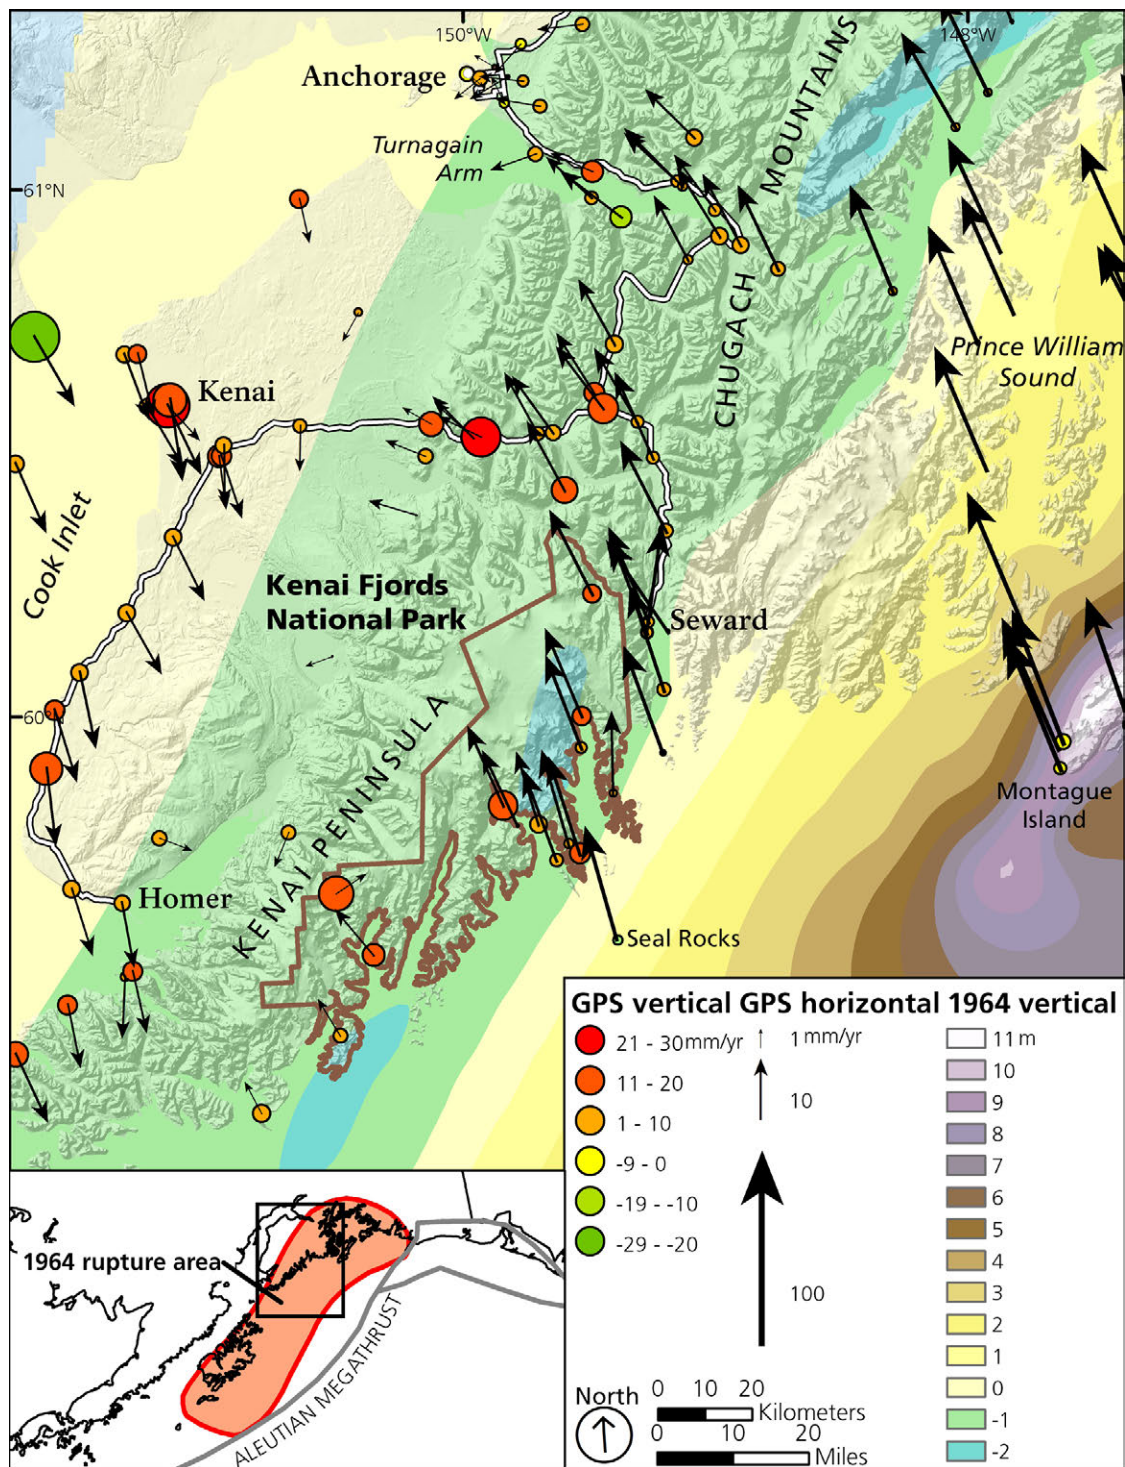 150°W
148°W
Anchorage
MOUNTAINS
Turnagain
Arm
61°N
CHUGACH
Prince William
Sound
Kenai
Cook Inlet
Kenai Fjords
National Park
Seward
60°N
KENAI PENINSULA
Montague
Island
Homer
Seal Rocks
GPS vertical GPS horizontal 1964 vertical
21 - 30 mm/yr
11 - 20
1 - 10
-9 - 0
-19 - -10
-29 - -20
1 mm/yr
10
100
11 m
10
9
8
7
6
5
4
3
2
1
0
-1
-2
North
0 10 20
Kilometers
0 10 20
Miles
1964 rupture area
ALEUTIAN MEGATHRUST